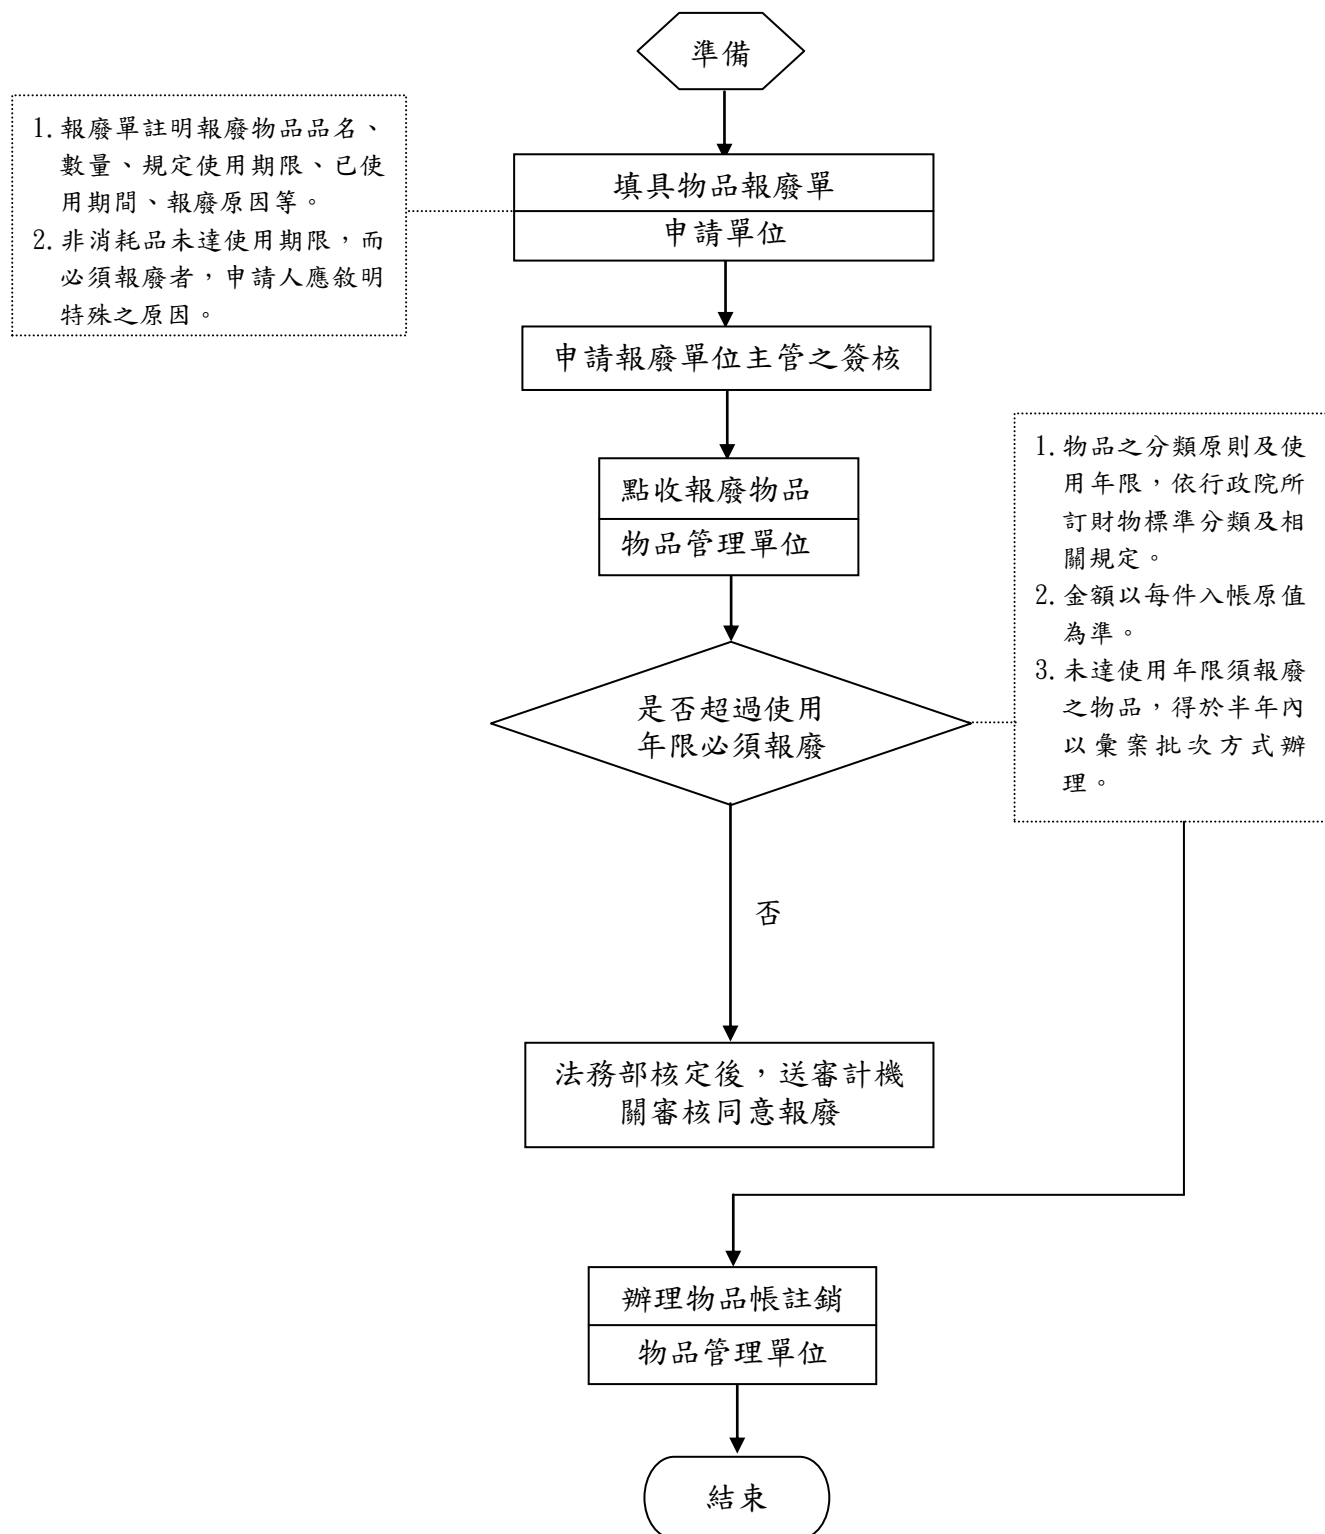 準備
1. 報廢單註明報廢物品品名、
數量、規定使用期限、已使
用期間、報廢原因等。
2. 非消耗品未達使用期限，而
必須報廢者，申請人應敘明
特殊之原因。
填具物品報廢單
申請單位
申請報廢單位主管之簽核
點收報廢物品
物品管理單位
1. 物品之分類原則及使
用年限，依行政院所
訂財物標準分類及相
關規定。
2. 金額以每件入帳原值
為準。
3. 未達使用年限須報廢
之物品，得於半年內
以彙案批次方式辦
理。
是否超過使用
年限必須報廢
否
法務部核定後，送審計機
關審核同意報廢
辦理物品帳註銷
物品管理單位
結束